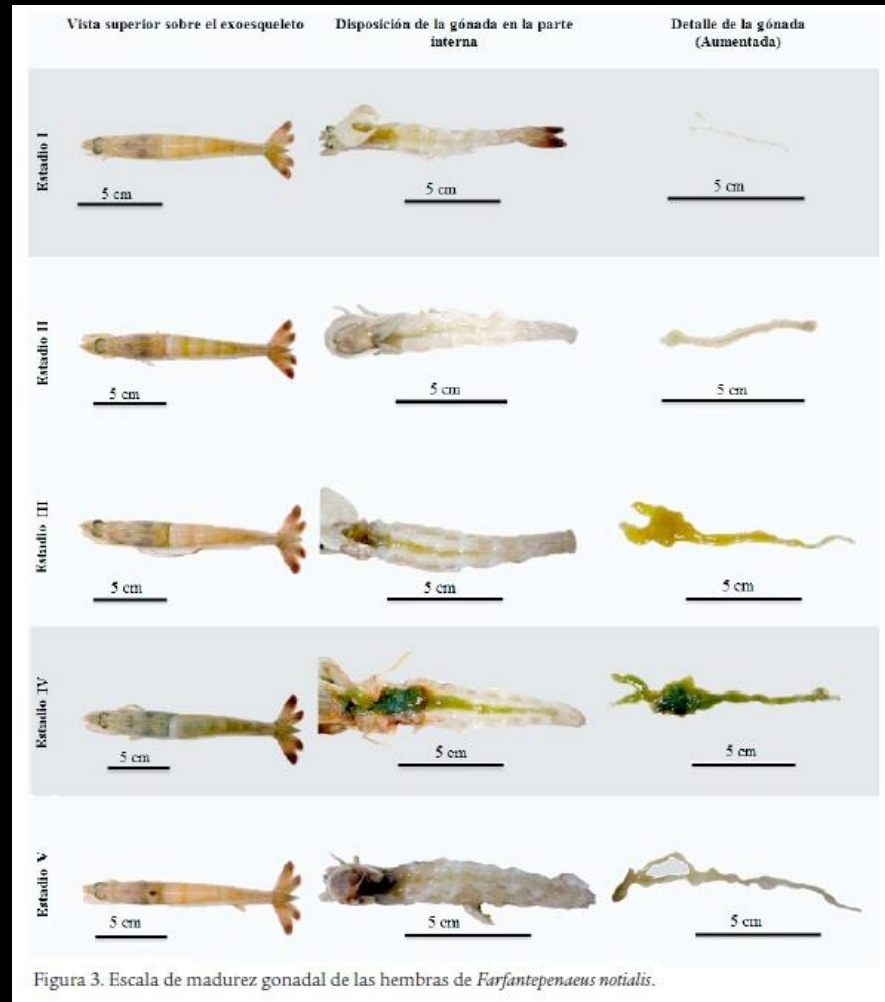 Vista superior sobre el exoesqueleto
Disposición de la gónada en la parte
interna
Detalle de la gónada
(Aumentada)
Estadio I
5 cm
5 cm
5 cm
Estadio II
5 cm
5 cm
5 cm
Estadio III
5 cm
5 cm
5 cm
Estadio IV
5 cm
5 cm
5 cm
Estadio V
5 cm
5 cm
5 cm
Figura 3. Escala de madurez gonadal de las hembras de Farfantepenaeus notialis.